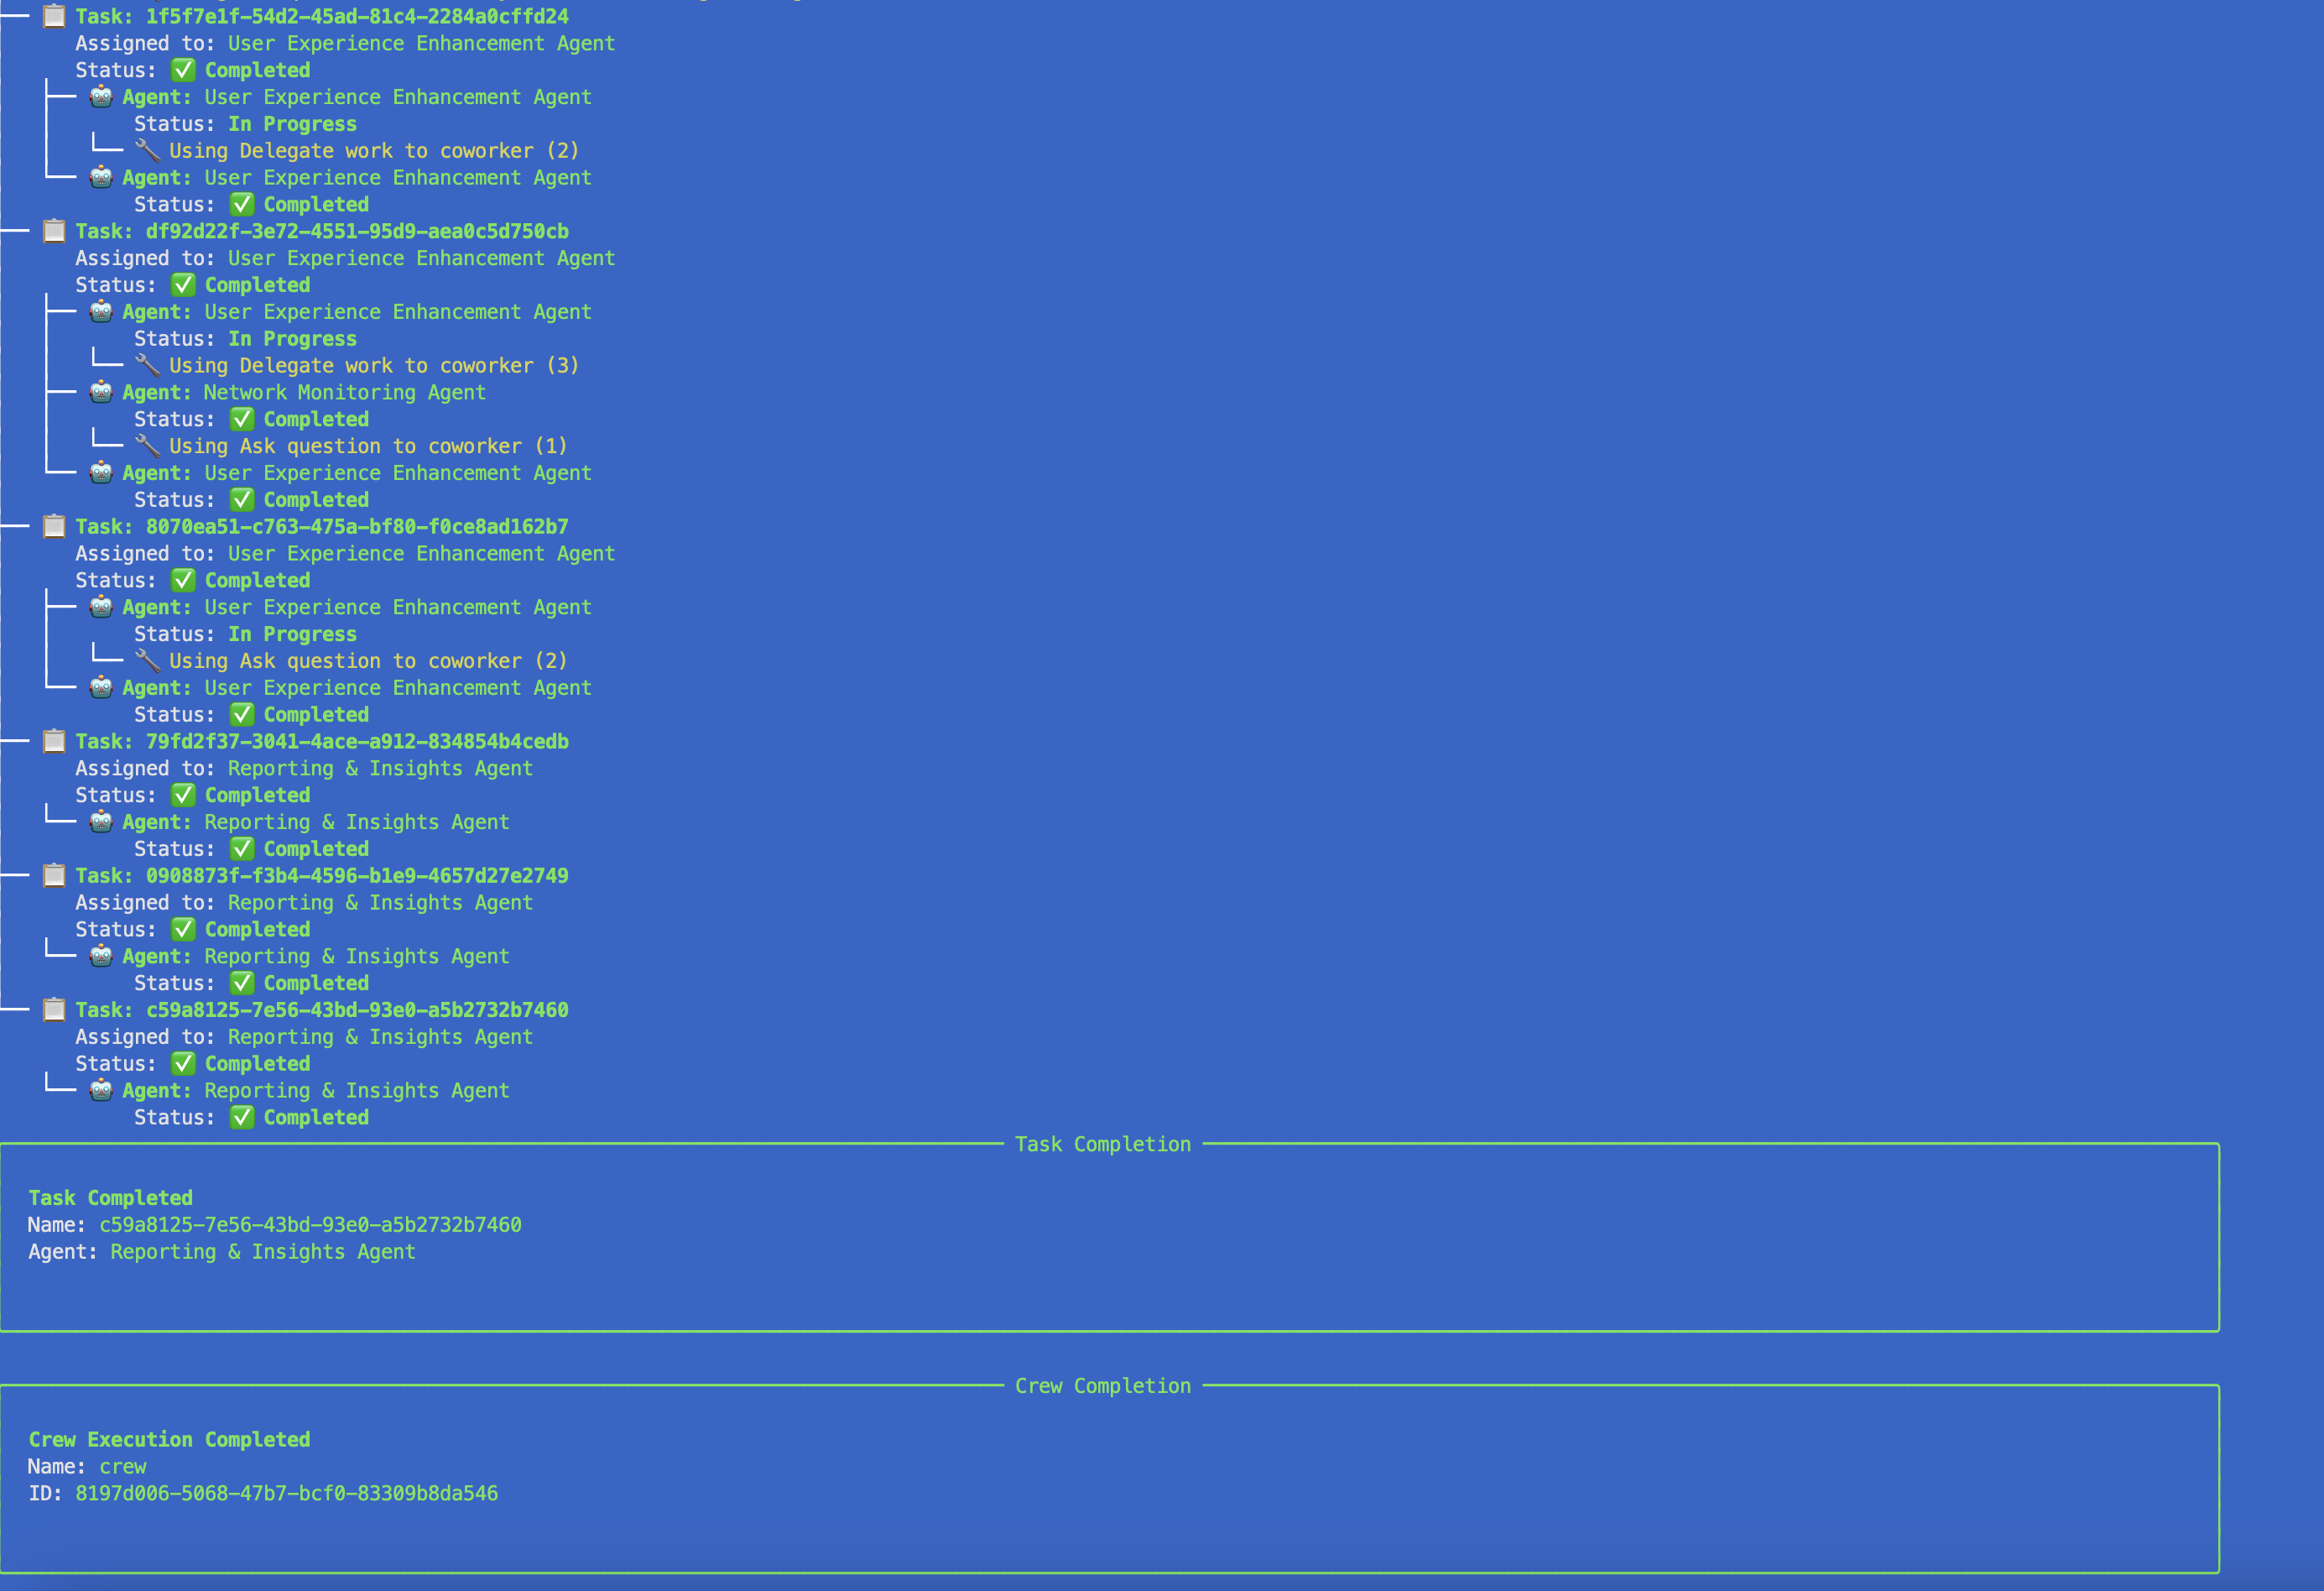 Task: 1f5f7e1f-54d2-45ad-81c4-2284a0cffd24
Assigned to: User Experience Enhancement Agent
Status: ✅ Completed
Agent: User Experience Enhancement Agent
Status: In Progress
Using Delegate work to coworker (2)
Agent: User Experience Enhancement Agent
Status: ✅ Completed
Task: df92d22f-3e72-4551-95d9-aea0c5d750cb
Assigned to: User Experience Enhancement Agent
Status: ✅ Completed
Agent: User Experience Enhancement Agent
Status: In Progress
Using Delegate work to coworker (3)
Agent: Network Monitoring Agent
Status: ✅ Completed
Using Ask question to coworker (1)
Agent: User Experience Enhancement Agent
Status: ✅ Completed
Task: 8070ea51-c763-475a-bf80-f0ce8ad162b7
Assigned to: User Experience Enhancement Agent
Status: ✅ Completed
Agent: User Experience Enhancement Agent
Status: In Progress
Using Ask question to coworker (2)
Agent: User Experience Enhancement Agent
Status: ✅ Completed
Task: 79fd2f37-3041-4ace-a912-834854b4cedb
Assigned to: Reporting & Insights Agent
Status: ✅ Completed
Agent: Reporting & Insights Agent
Status: ✅ Completed
Task: 0908873f-f3b4-4596-b1e9-4657d27e2749
Assigned to: Reporting & Insights Agent
Status: ✅ Completed
Agent: Reporting & Insights Agent
Status: ✅ Completed
Task: c59a8125-7e56-43bd-93e0-a5b2732b7460
Assigned to: Reporting & Insights Agent
Status: ✅ Completed
Agent: Reporting & Insights Agent
Status: ✅ Completed
Task Completion
Task Completed
Name: c59a8125-7e56-43bd-93e0-a5b2732b7460
Agent: Reporting & Insights Agent
Crew Completion
Crew Execution Completed
Name: crew
ID: 8197d006-5068-47b7-bcf0-83309b8da546